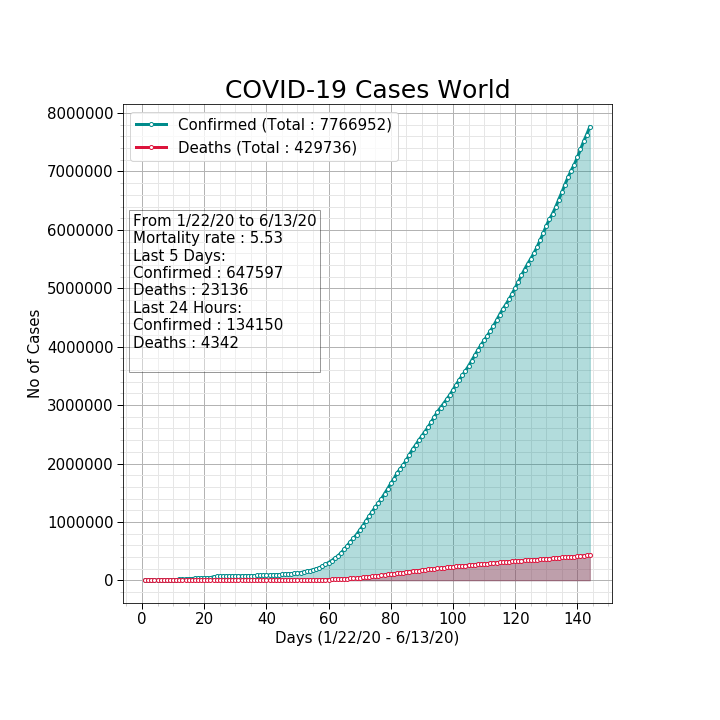 COVID-19 Cases World
Confirmed (Total : 7766952)
Deaths (Total : 429736)
From 1/22/20 to 6/13/20
Mortality rate : 5.53
Last 5 Days:
Confirmed : 647597
Deaths : 23136
Last 24 Hours:
Confirmed : 134150
Deaths : 4342
No of Cases
8000000
7000000
6000000
5000000
4000000
3000000
2000000
1000000
0
0 20 40 60 80 100 120 140
Days (1/22/20 - 6/13/20)